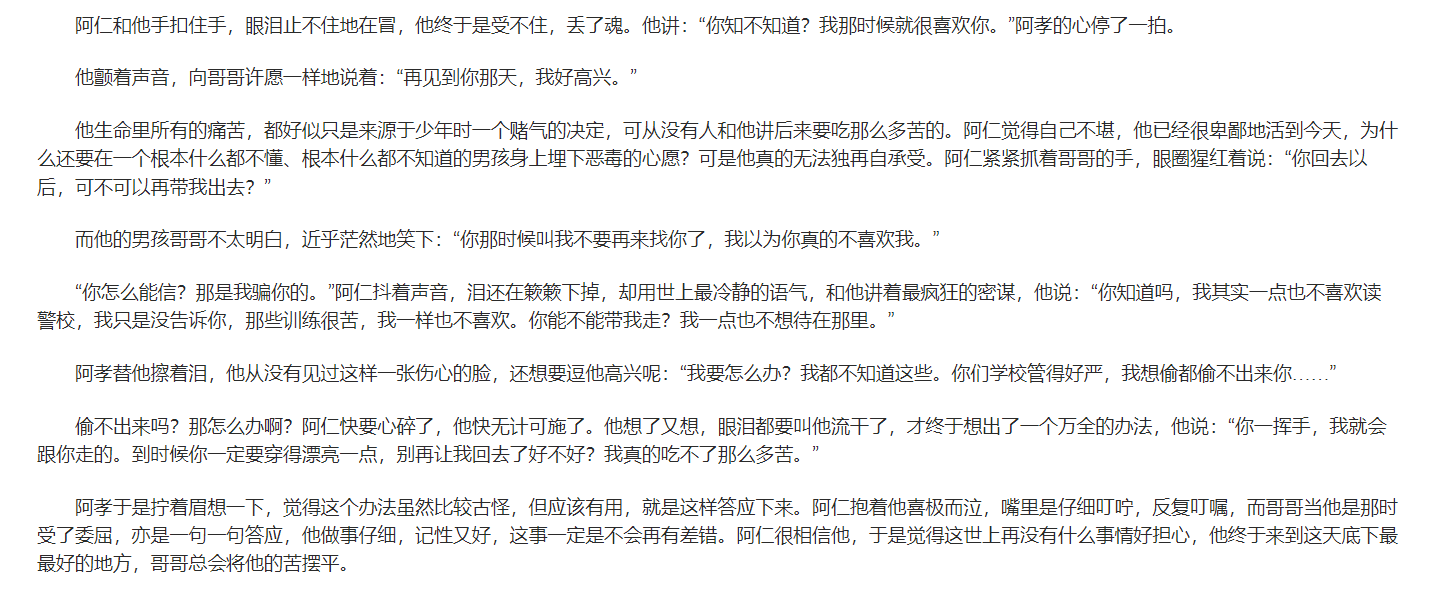 阿仁和他手扣住手，眼泪止不住地在冒，他终于是受不住，丢了魂。他讲：“你知不知道？我那时候就很喜欢你。”阿孝的心停了一拍。
他颤着声音，向哥哥许愿一样地说着：“再见到你那天，我好高兴。”
他生命里所有的痛苦，都好似只是来源于少年时一个赌气的决定，可从没有人和他讲后来要吃那么多苦的。阿仁觉得自己不堪，他已经很卑鄙地活到今天，为什
么还要在一个根本什么都不懂、根本什么都不知道的男孩身上埋下恶毒的心愿？可是他真的无法独再自承受。阿仁紧紧抓着哥哥的手，眼圈猩红着说：“你回去以
后，可不可以再带我出去？”
而他的男孩哥哥不太明白，近乎茫然地笑下：“你那时候叫我不要再来找你了，我以为你真的不喜欢我。”
“你怎么能信？那是我骗你的。”阿仁抖着声音，泪还在簌簌下掉，却用世上最冷静的语气，和他讲着最疯狂的密谋，他说：“你知道吗，我其实一点也不喜欢读
警校，我只是没告诉你，那些训练很苦，我一样也不喜欢。你能不能带我走？我一点也不想待在那里。”
阿孝替他擦着泪，他从没有见过这样一张伤心的脸，还想要逗他高兴呢：“我要怎么办？我都不知道这些。你们学校管得好严，我想偷都偷不出来你……”
偷不出来吗？那怎么办啊？阿仁快要心碎了，他快无计可施了。他想了又想，眼泪都要叫他流干了，才终于想出了一个万全的办法，他说：“你一挥手，我就会
跟你走的。到时候你一定要穿得漂亮一点，别再让我回去了好不好？我真的吃不了那么多苦。”
阿孝于是拧着眉想一下，觉得这个办法虽然比较古怪，但应该有用，就是这样答应下来。阿仁抱着他喜极而泣，嘴里是仔细叮咛，反复叮嘱，而哥哥当他是那时
受了委屈，亦是一句一句答应，他做事仔细，记性又好，这事一定是不会再有差错。阿仁很相信他，于是觉得这世上再没有什么事情好担心，他终于来到这天底下最
最好的地方，哥哥总会将他的苦摆平。